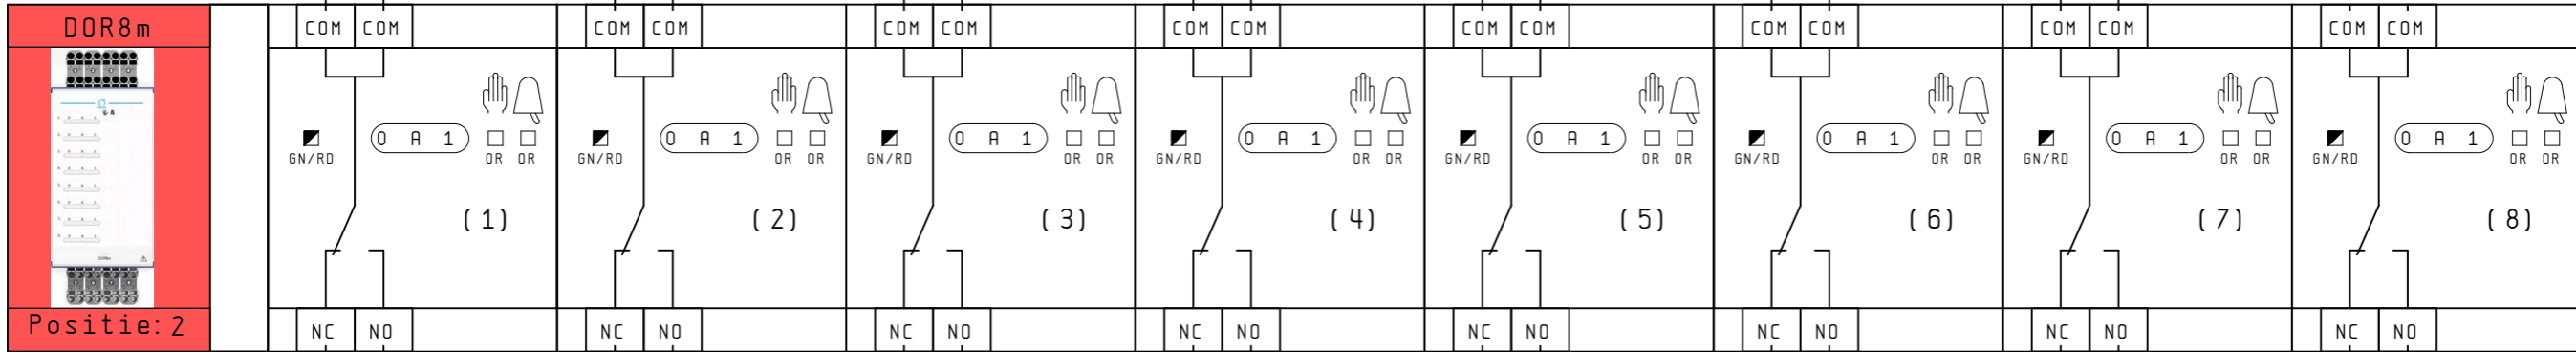 DOR8m
COM COM COM COM COM COM COM COM COM COM COM COM COM COM COM COM
0 A 1 0 A 1 0 A 1 0 A 1 0 A 1 0 A 1 0 A 1 0 A 1
GN/RD OR OR GN/RD OR OR GN/RD OR OR GN/RD OR OR GN/RD OR OR GN/RD OR OR GN/RD OR OR GN/RD OR OR
(1) (2) (3) (4) (5) (6) (7) (8)
Positie: 2
NC NO NC NO NC NO NC NO NC NO NC NO NC NO NC NO